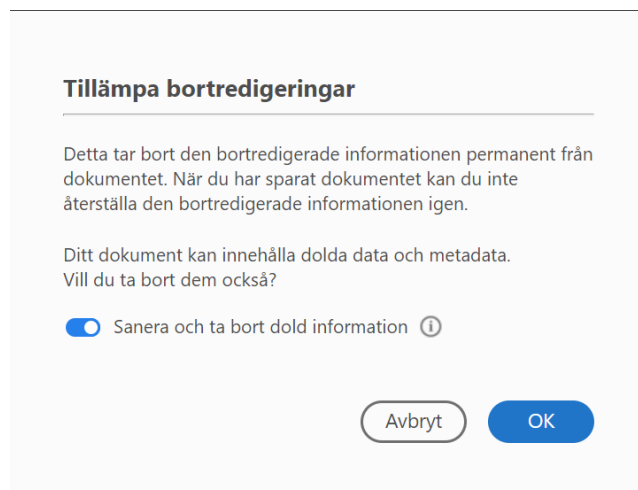 Tillämpa bortredigeringar
Detta tar bort den bortredigerade informationen permanent från
dokumentet. När du har sparat dokumentet kan du inte
återställa den bortredigerade informationen igen.
Ditt dokument kan innehålla dolda data och metadata.
Vill du ta bort dem också?
Sanera och ta bort dold information
Avbryt OK